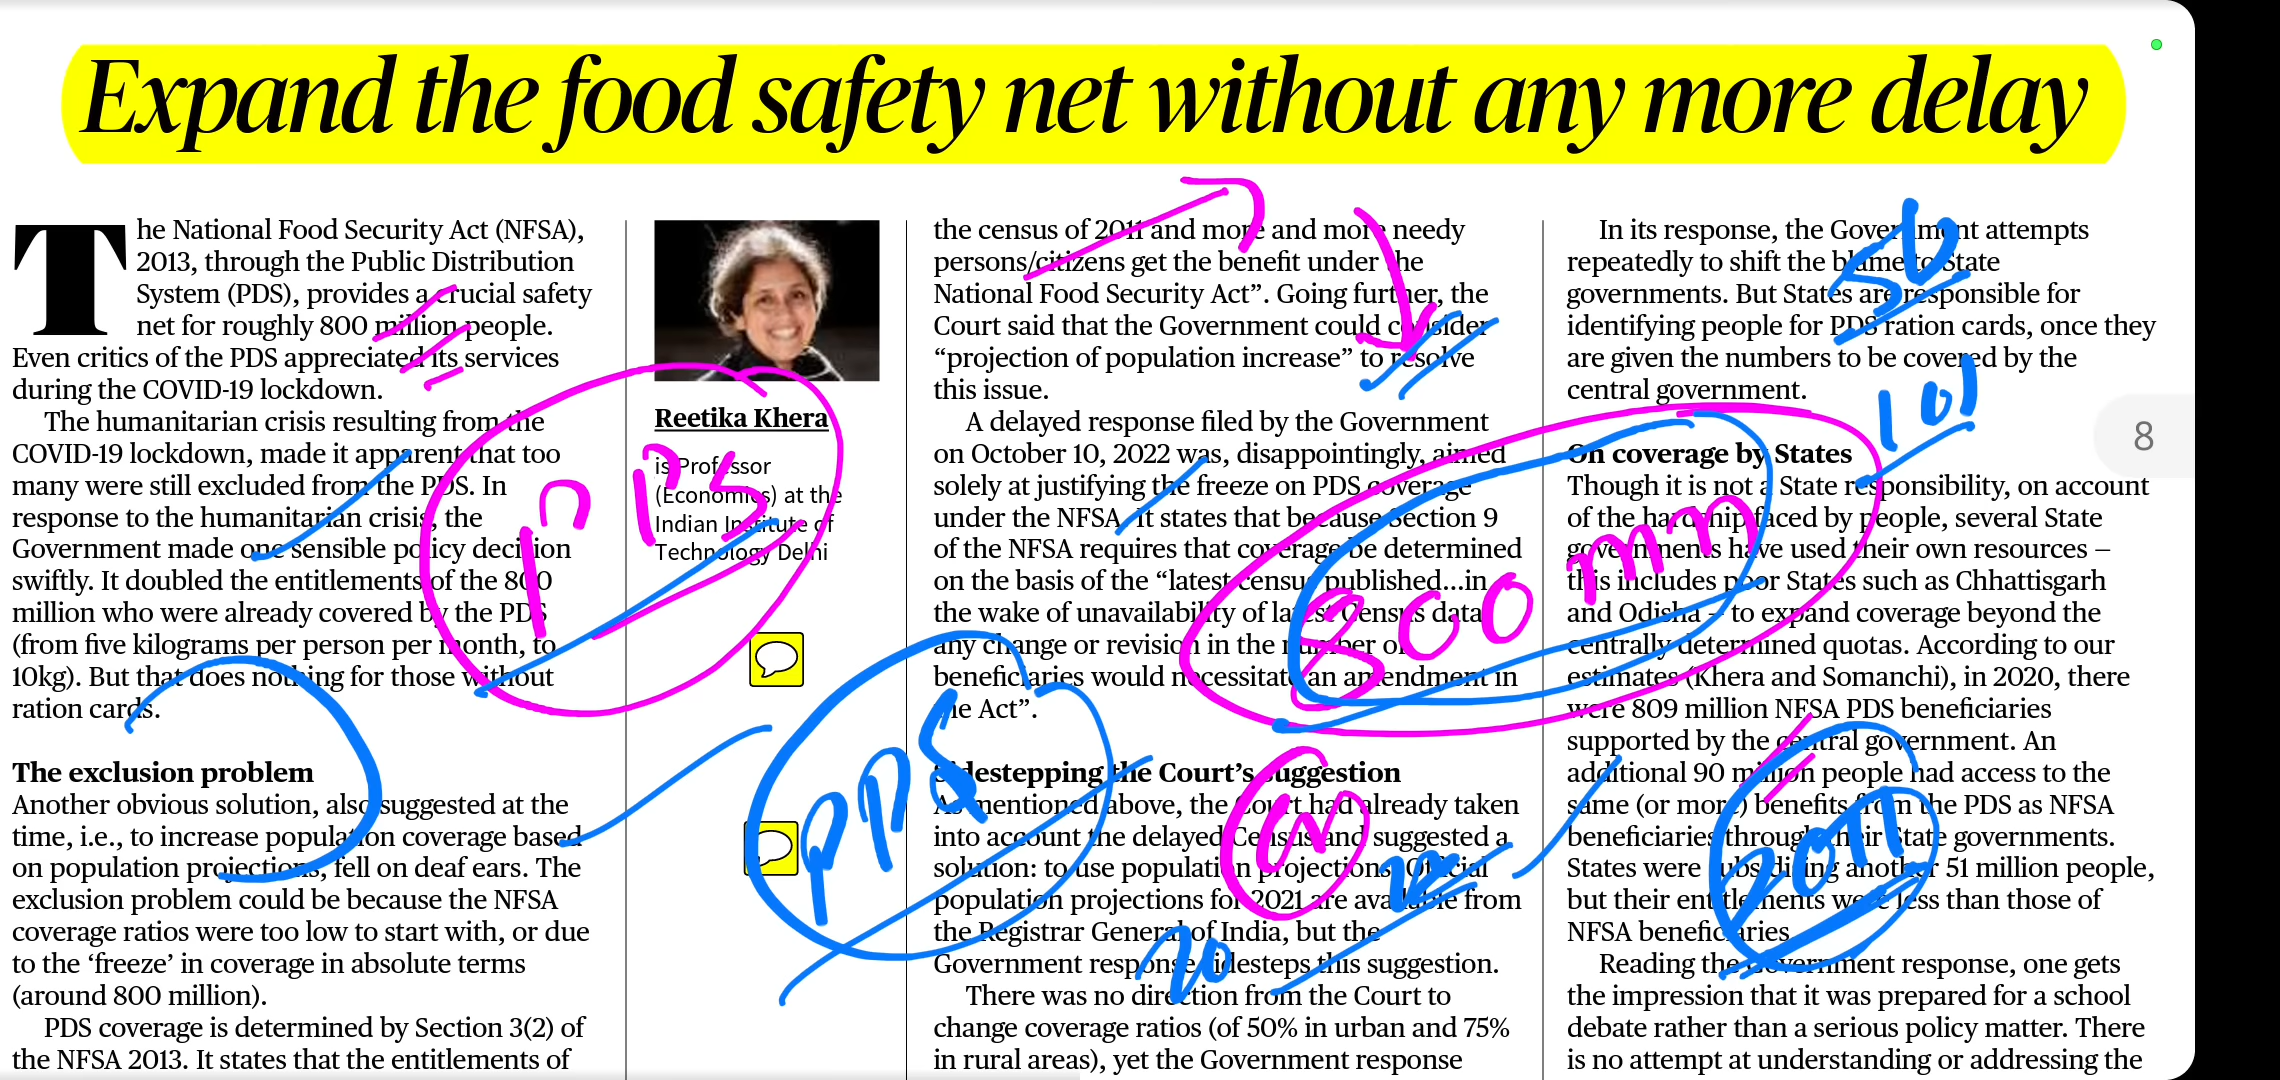 Expand the food safety net without any more delay
The National Food Security Act (NFSA),
2013, through the Public Distribution
System (PDS), provides a crucial safety
net for roughly 800 million people.
Even critics of the PDS appreciated its services
during the COVID-19 lockdown.
The humanitarian crisis resulting from the
COVID-19 lockdown, made it apparent that too
many were still excluded from the PDS. In
response to the humanitarian crisis, the
Government made one sensible policy decision
swiftly. It doubled the entitlements of the 800
million who were already covered by the PDS
(from five kilograms per person per month, to
10kg). But that does nothing for those without
ration cards.
The exclusion problem
Another obvious solution, also suggested at the
time, i.e., to increase population coverage based
on population projections, fell on deaf ears. The
exclusion problem could be because the NFSA
coverage ratios were too low to start with, or due
to the ‘freeze’ in coverage in absolute terms
(around 800 million).
PDS coverage is determined by Section 3(2) of
the NFSA 2013. It states that the entitlements of
Reetika Khera
is Professor
(Economics) at the
Indian Institute of
Technology Delhi
the census of 2011 and more and more needy
persons/citizens get the benefit under the
National Food Security Act”. Going further, the
Court said that the Government could consider
“projection of population increase” to resolve
this issue.
A delayed response filed by the Government
on October 10, 2022 was, disappointingly, aimed
solely at justifying the freeze on PDS coverage
under the NFSA. It states that because Section 9
of the NFSA requires that coverage be determined
on the basis of the “latest census published...in
the wake of unavailability of latest Census data
any change or revision in the number of
beneficiaries would necessitate an amendment in
the Act”.
Sidestepping the Court’s suggestion
As mentioned above, the Court had already taken
into account the delayed Census and suggested a
solution: to use population projections. Official
population projections for 2021 are available from
the Registrar General of India, but the
Government response sidesteps this suggestion.
There was no direction from the Court to
change coverage ratios (of 50% in urban and 75%
in rural areas), yet the Government response
In its response, the Government attempts
repeatedly to shift the blame to State
governments. But States are responsible for
identifying people for PDS ration cards, once they
are given the numbers to be covered by the
central government.
On coverage by States
Though it is not a State responsibility, on account
of the hardship faced by people, several State
governments have used their own resources —
this includes poor States such as Chhattisgarh
and Odisha — to expand coverage beyond the
centrally determined quotas. According to our
estimates (Khera and Somanchi), in 2020, there
were 809 million NFSA PDS beneficiaries
supported by the central government. An
additional 90 million people had access to the
same (or more) benefits from the PDS as NFSA
beneficiaries through their State governments.
States were subsidising another 51 million people,
but their entitlements were less than those of
NFSA beneficiaries.
Reading the Government response, one gets
the impression that it was prepared for a school
debate rather than a serious policy matter. There
is no attempt at understanding or addressing the
8
800 mn
2011
20
101